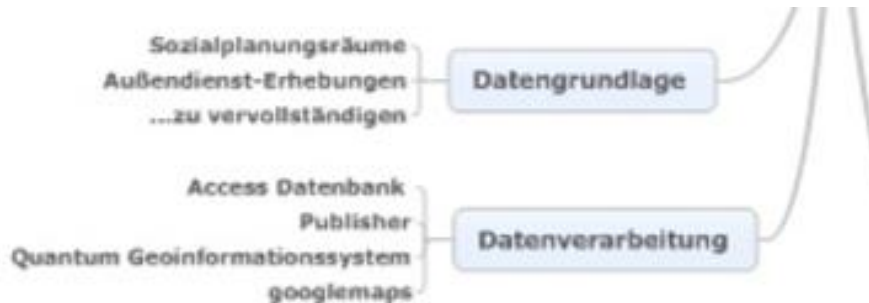 Sozialplanungsräume
Außendienst-Erhebungen
...zu vervollständigen
Datengrundlage
Access Datenbank
Publisher
Quantum Geoinformationssystem
googlemaps
Datenverarbeitung